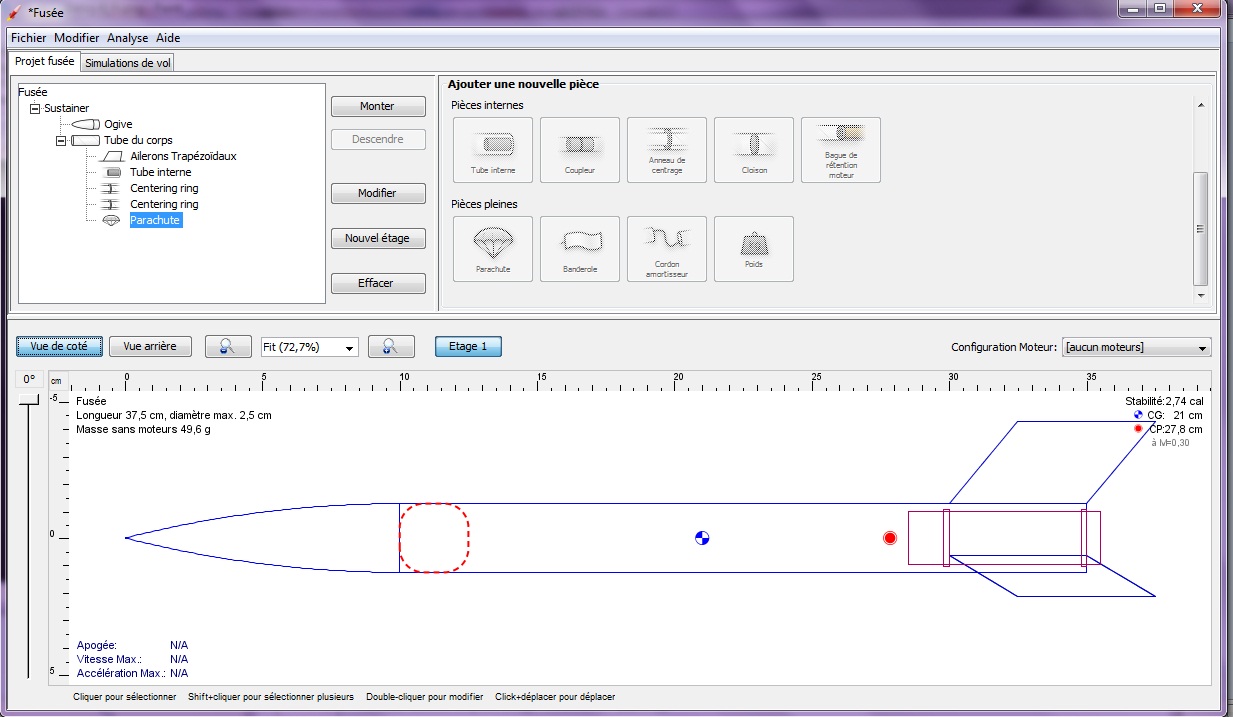 *Fusée
Fichier Modifier Analyse Aide
Projet fusée Simulations de vol
Fusée
Sustainer
Ogive
Tube du corps
Ailerons Trapézoïdaux
Tube interne
Centering ring
Centering ring
Parachute
Monter
Descendre
Modifier
Nouvel étage
Effacer
Ajouter une nouvelle pièce
Pièces internes
Tube interne
Coupleur
Anneau de
centrage
Cloison
Bague de
rétention
moteur
Pièces pleines
Parachute
Banderole
Cordon
amortisseur
Poids
Vue de coté Vue arrière Fit (72,7%) Etage 1 Configuration Moteur: [aucun moteurs]
0° cm 0 5 10 15 20 25 30 35
-5
0
5
Fusée
Longueur 37,5 cm, diamètre max. 2,5 cm
Masse sans moteurs 49,6 g
Stabilité:2,74 cal
CG: 21 cm
CP:27,8 cm
à M=0,30
Apogée: N/A
Vitesse Max.: N/A
Accélération Max.: N/A
Cliquer pour sélectionner Shift+cliquer pour sélectionner plusieurs Double-cliquer pour modifier Click+déplacer pour déplacer